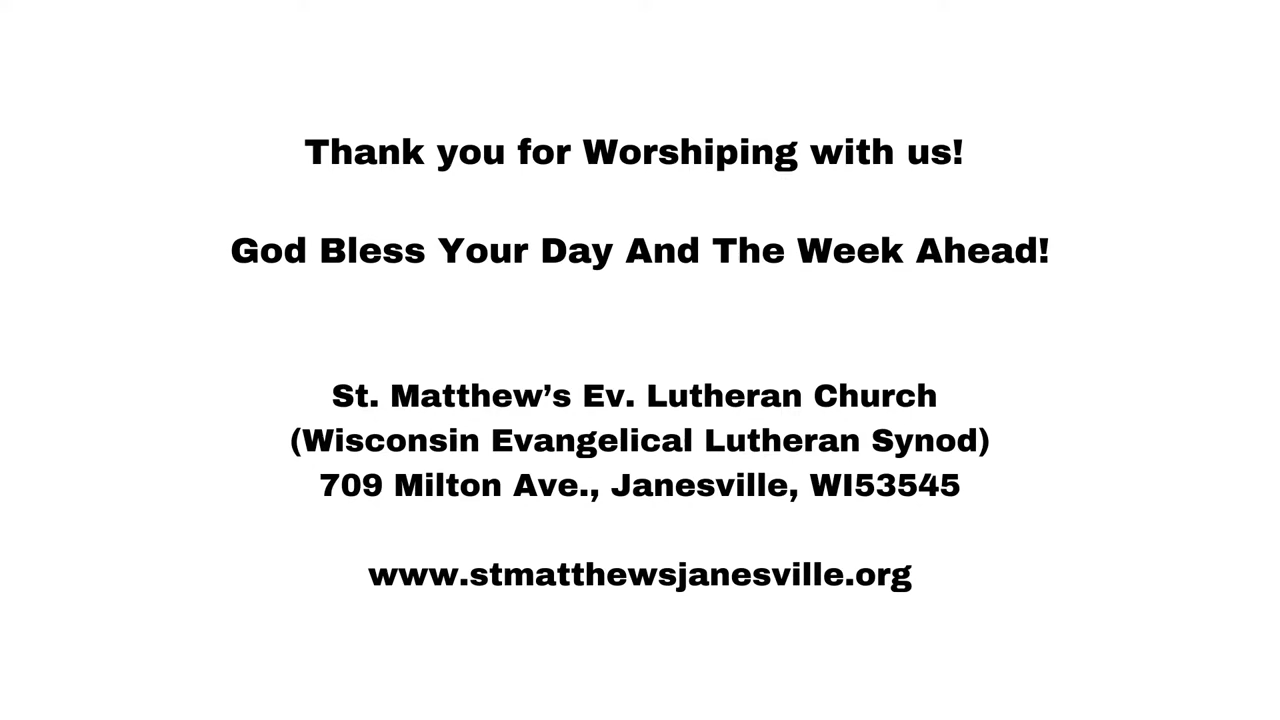 Thank you for Worshiping with us!
God Bless Your Day And The Week Ahead!
St. Matthew’s Ev. Lutheran Church
(Wisconsin Evangelical Lutheran Synod)
709 Milton Ave., Janesville, WI53545
www.stmatthewsjanesville.org